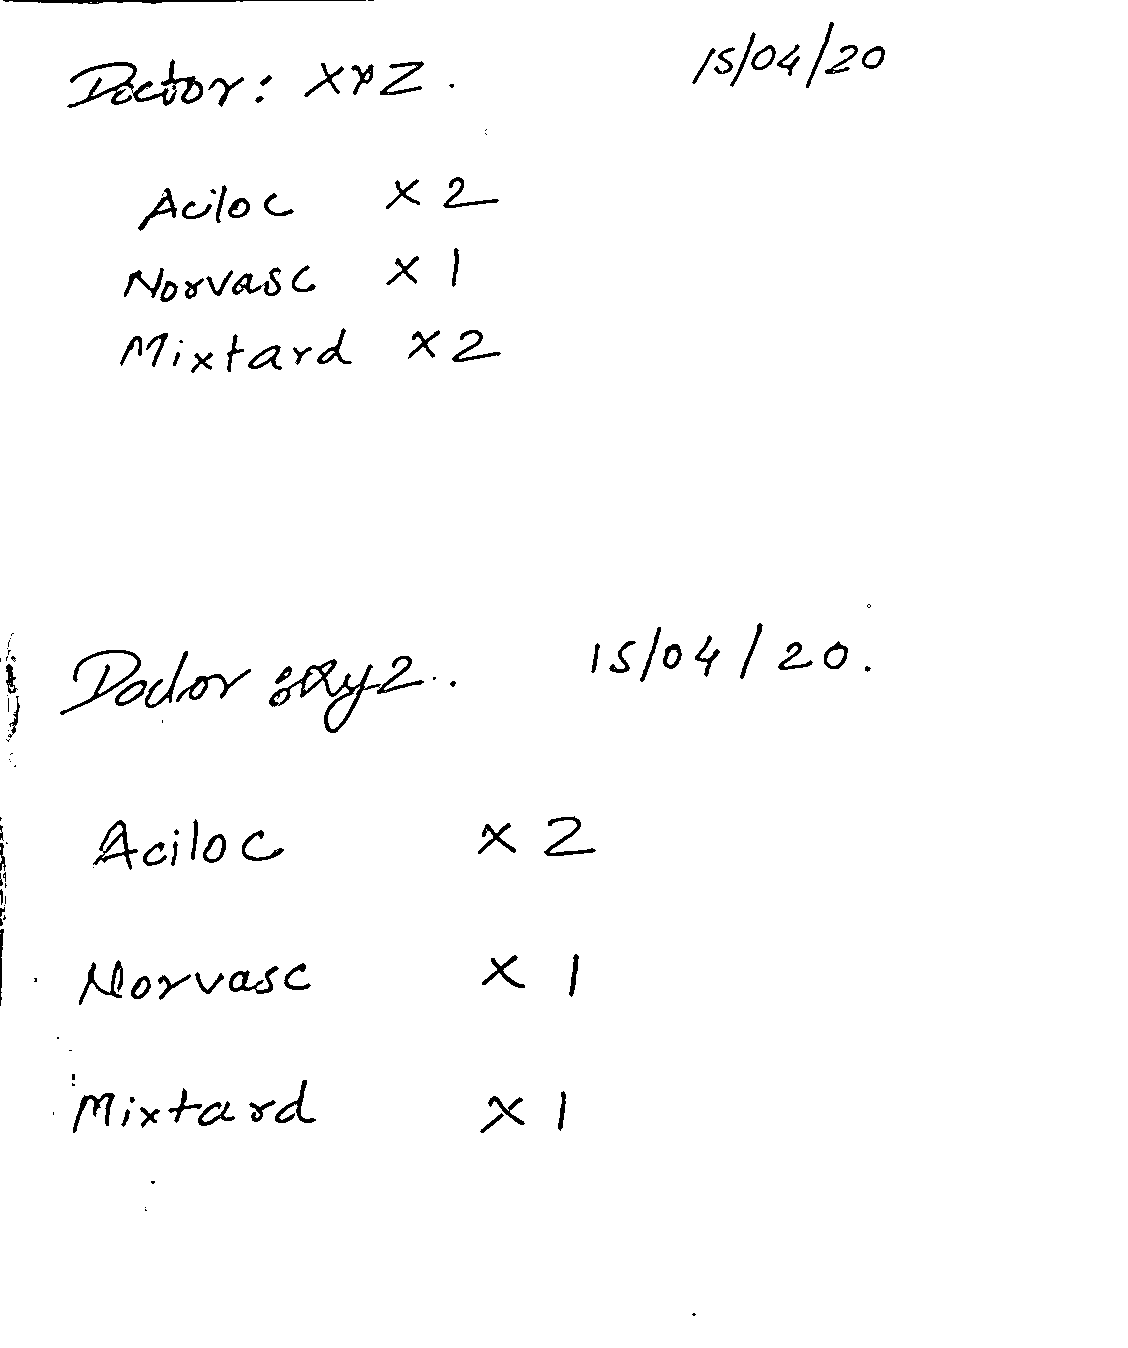 Doctor: XYZ. 15/04/20
Aciloc x 2
Norvasc x 1
Mixtard x 2
Doctor 15/04/20.
Aciloc x 2
Norvasc x 1
Mixtard x 1